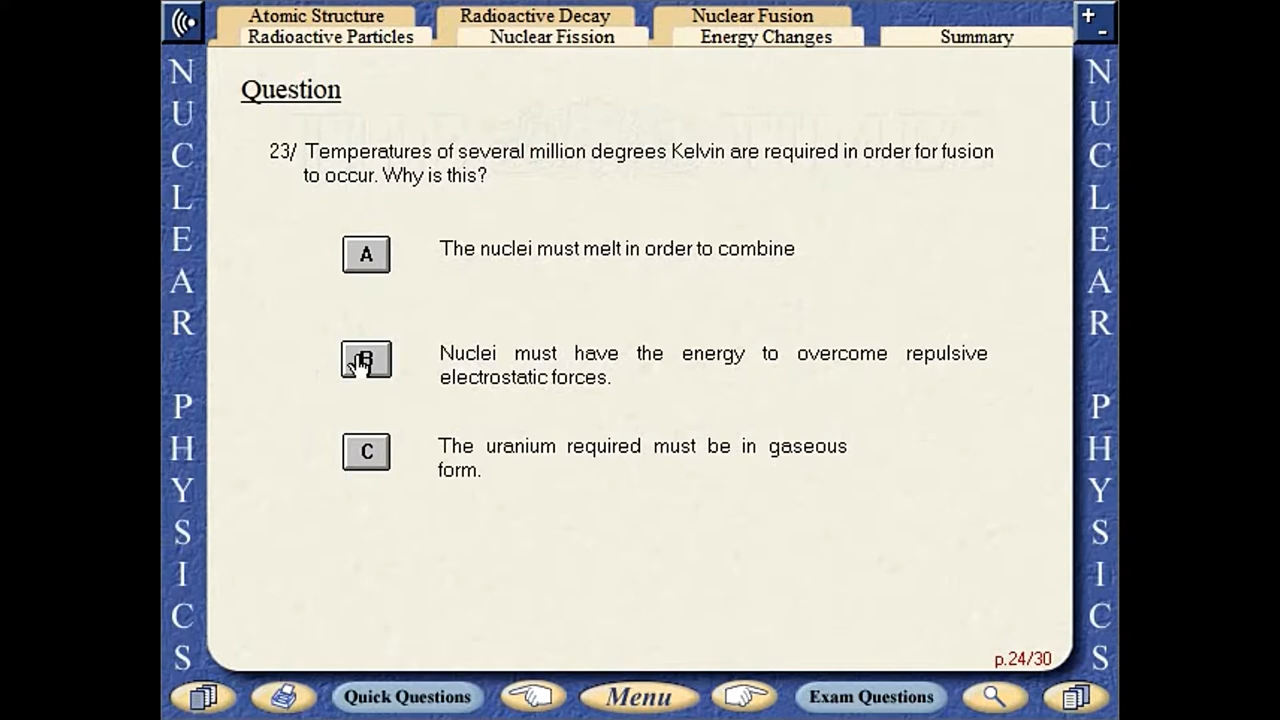 Atomic Structure
Radioactive Decay
Nuclear Fusion
+
-
Radioactive Particles
Nuclear Fission
Energy Changes
Summary
NUCLEAR PHYSICS
NUCLEAR PHYSICS
Question
23/ Temperatures of several million degrees Kelvin are required in order for fusion
to occur. Why is this?
A
The nuclei must melt in order to combine
B
Nuclei must have the energy to overcome repulsive
electrostatic forces.
C
The uranium required must be in gaseous
form.
p.24/30
Quick Questions
Menu
Exam Questions